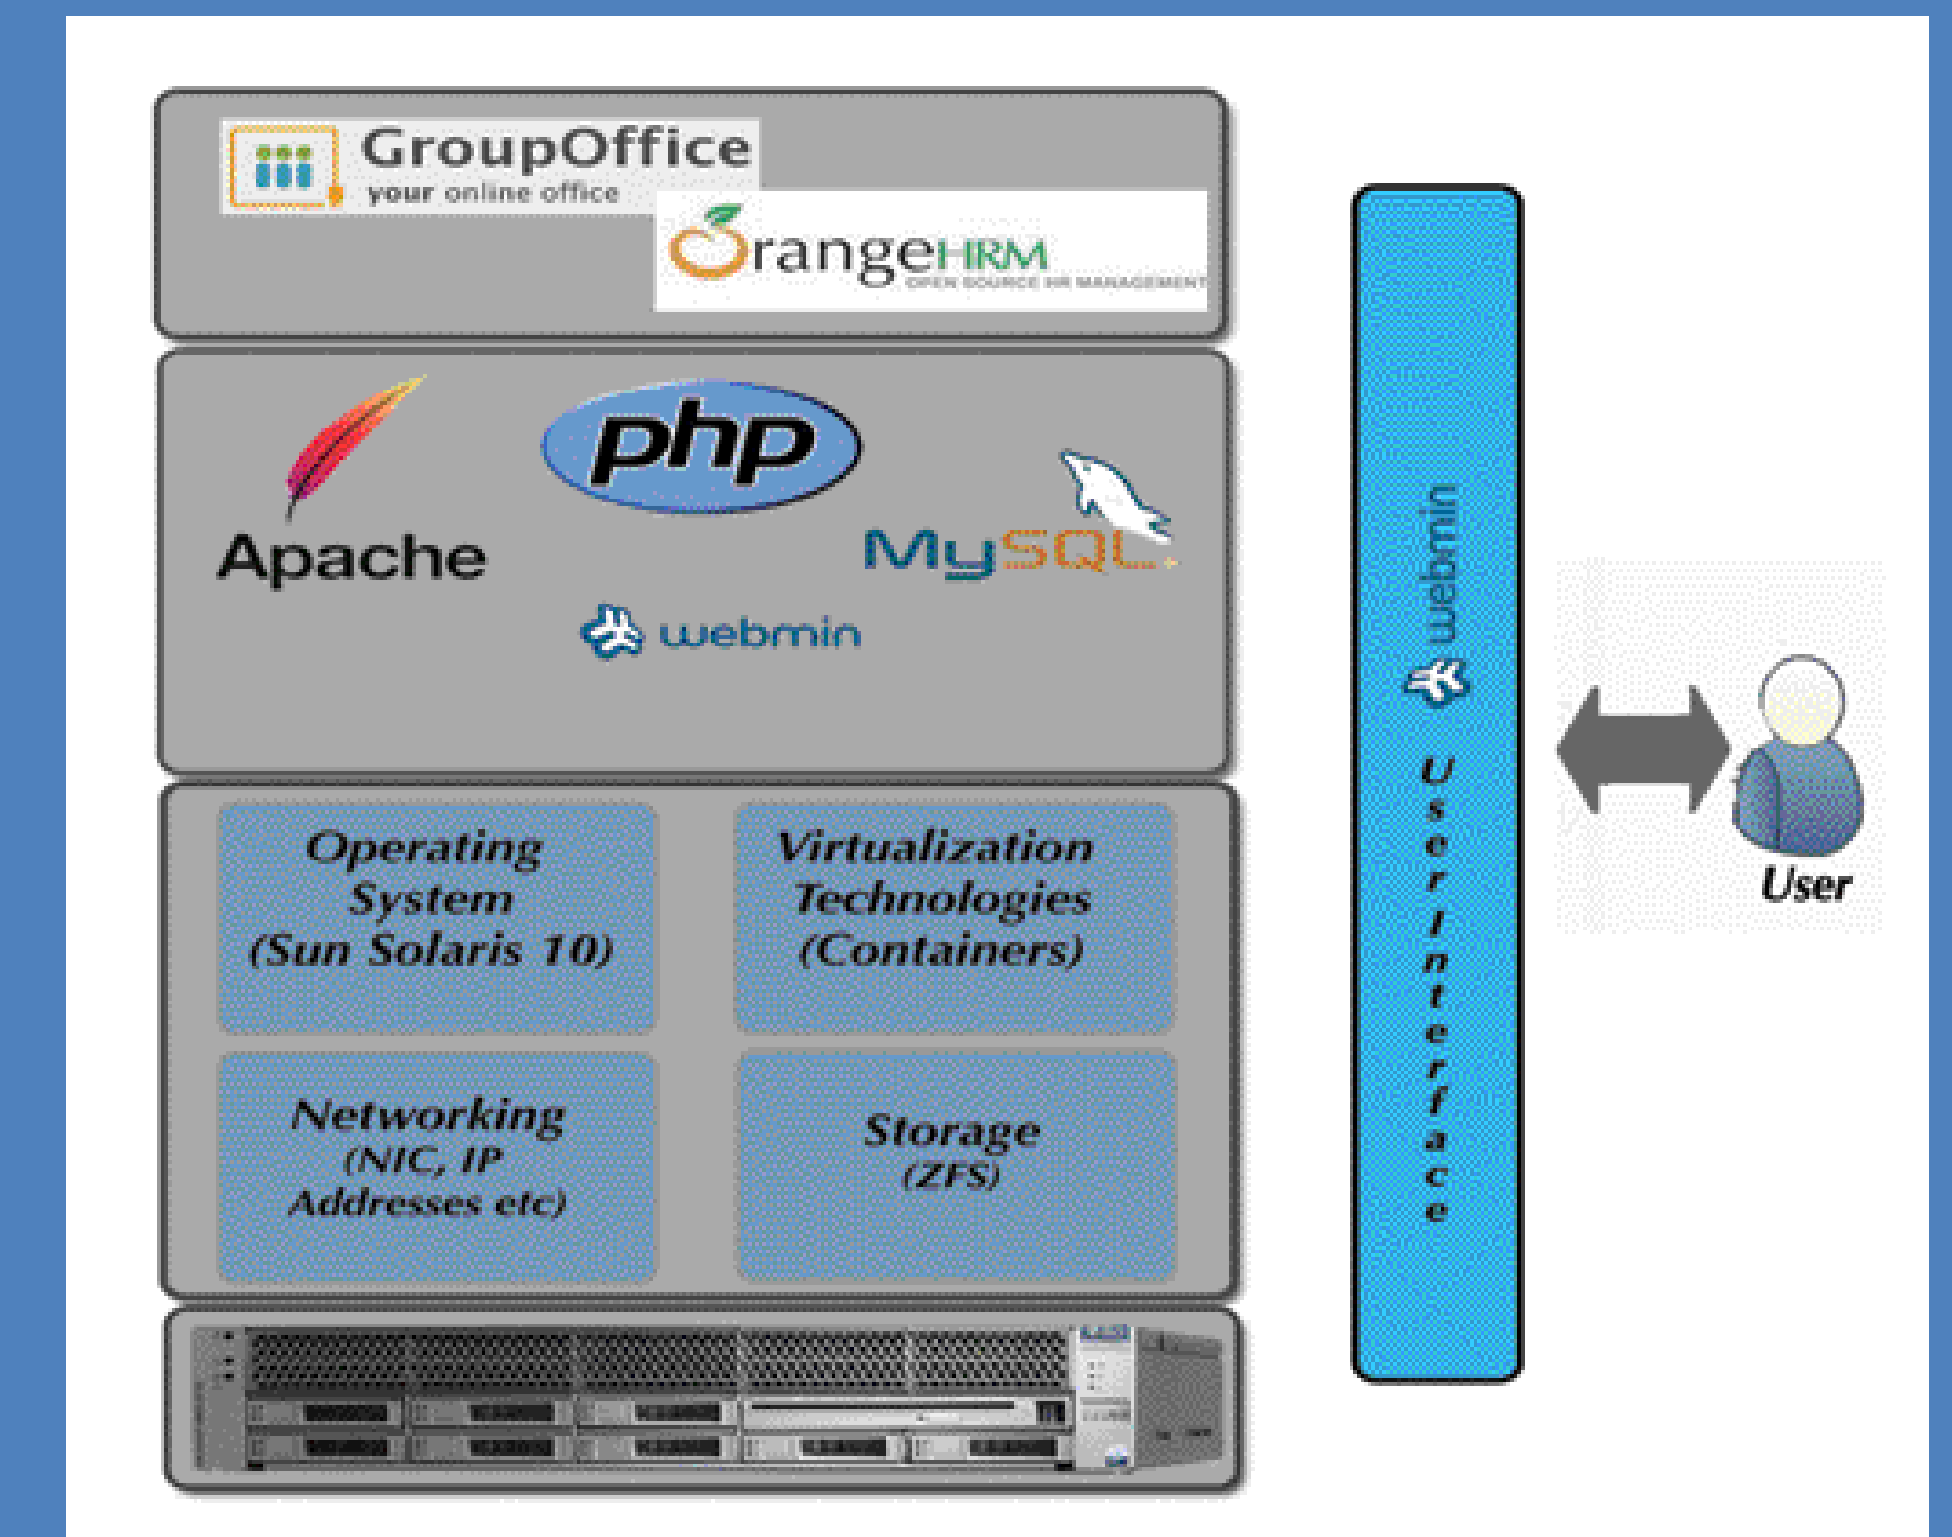 GroupOffice
your online office
OrangeHRM
OPEN SOURCE HR MANAGEMENT
php
Apache
MySQL
webmin
Operating
System
(Sun Solaris 10)
Virtualization
Technologies
(Containers)
Networking
(NIC, IP
Addresses etc)
Storage
(ZFS)
webmin
User Interface
User